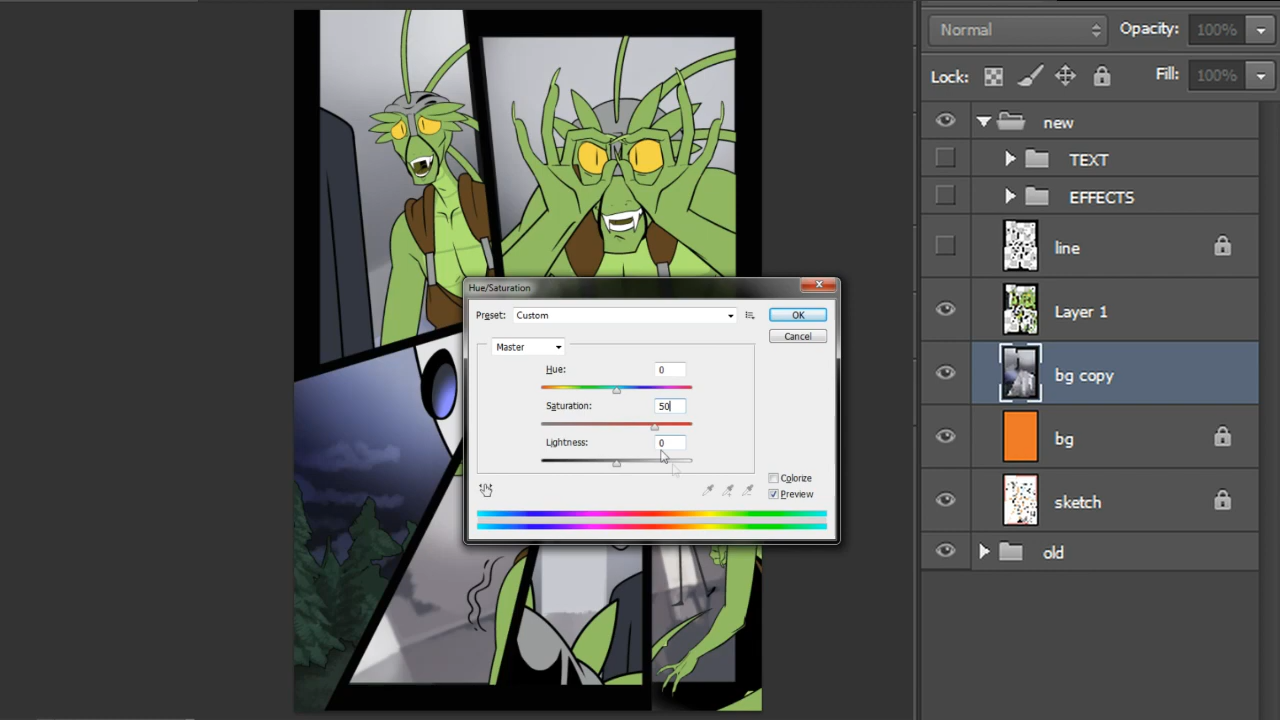 Normal
Opacity: 100%
Lock:
Fill: 100%
new
TEXT
EFFECTS
line
Layer 1
bg copy
bg
sketch
old
Hue/Saturation
Preset: Custom
OK
Cancel
Master
Hue: 0
Saturation: 50
Lightness: 0
Colorize
Preview